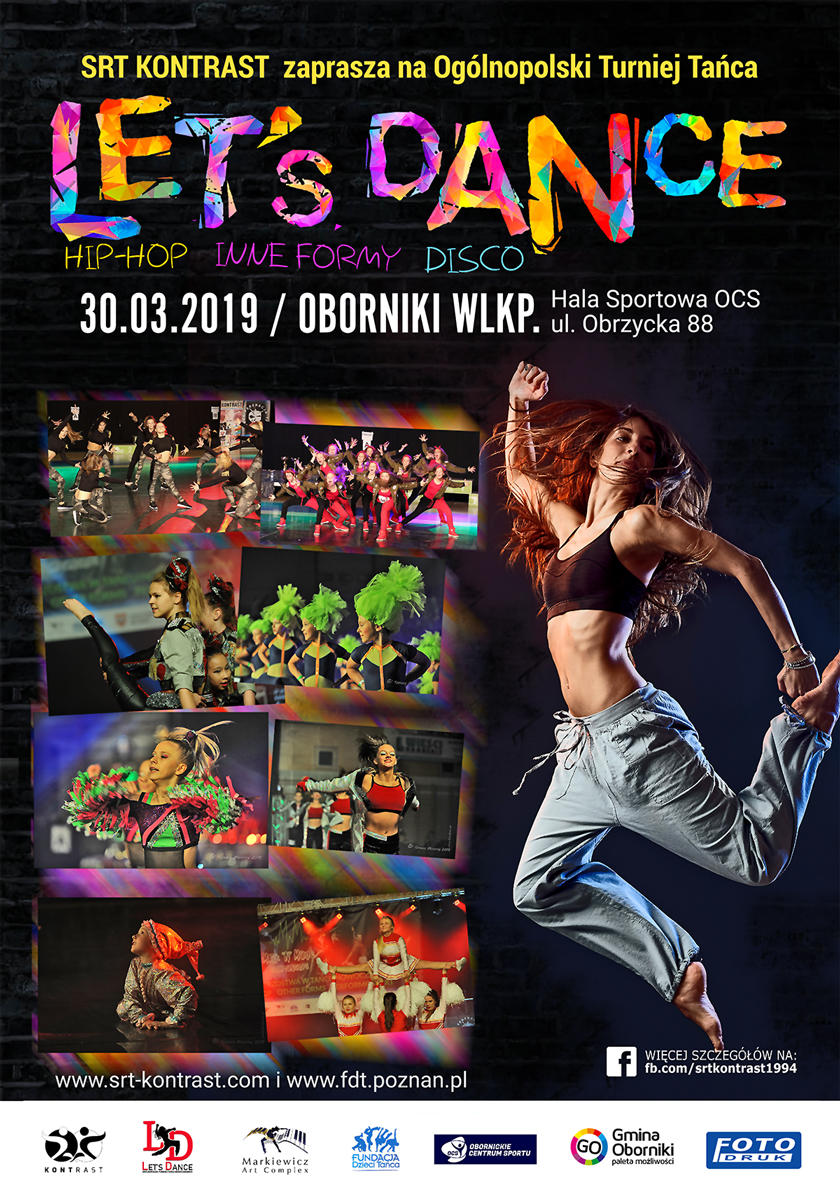 SRT KONTRAST zaprasza na Ogólnopolski Turniej Tańca
LET's DANCE
HIP-HOP INNE FORMY DISCO
30.03.2019 / OBORNIKI WLKP.
Hala Sportowa OCS
ul. Obrzycka 88
WIĘCEJ SZCZEGÓŁÓW NA:
fb.com/srtkontrast1994
www.srt-kontrast.com i www.fdt.poznan.pl
KONTRAST
LD
LET'S DANCE
Markiewicz
Art Complex
FUNDACJA
Dzieci Tańca
OCS
OBORNICKIE
CENTRUM SPORTU
GO
Gmina
Oborniki
paleta możliwości
FOTO
DRUK